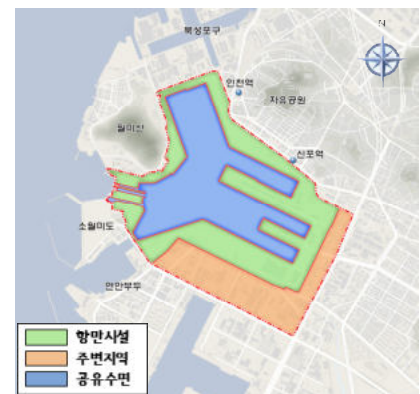 북성포구
N
인천역
자유공원
월미산
신포역
소월미도
연안부두
항만시설
주변지역
공유수면